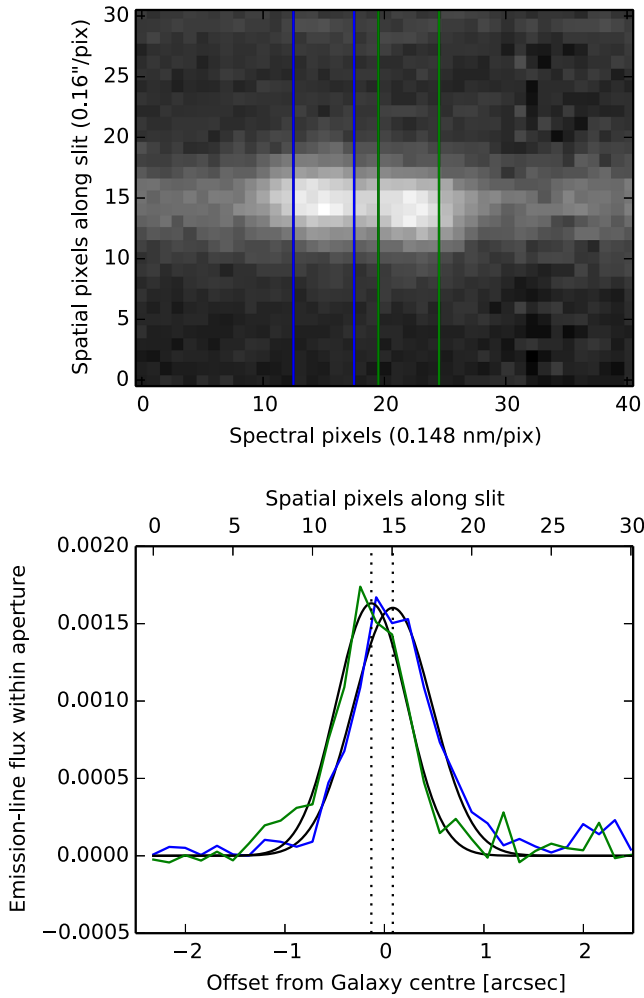 30
25
20
15
10
5
0
Spatial pixels along slit (0.16"/pix)
0 10 20 30 40
Spectral pixels (0.148 nm/pix)
Spatial pixels along slit
0 5 10 15 20 25 30
0.0020
0.0015
0.0010
0.0005
0.0000
−0.0005
Emission-line flux within aperture
−2 −1 0 1 2
Offset from Galaxy centre [arcsec]